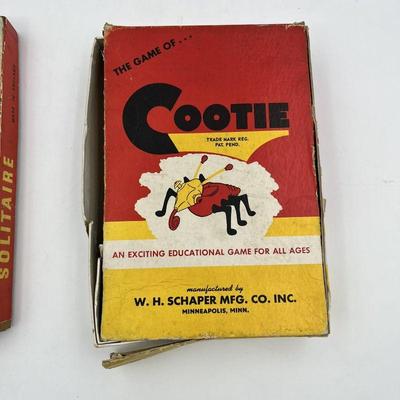 SOLITAIRE
THE GAME OF...
COOTIE
TRADE MARK REG.
PAT. PEND.
AN EXCITING EDUCATIONAL GAME FOR ALL AGES
manufactured by
W. H. SCHAPER MFG. CO. INC.
MINNEAPOLIS, MINN.